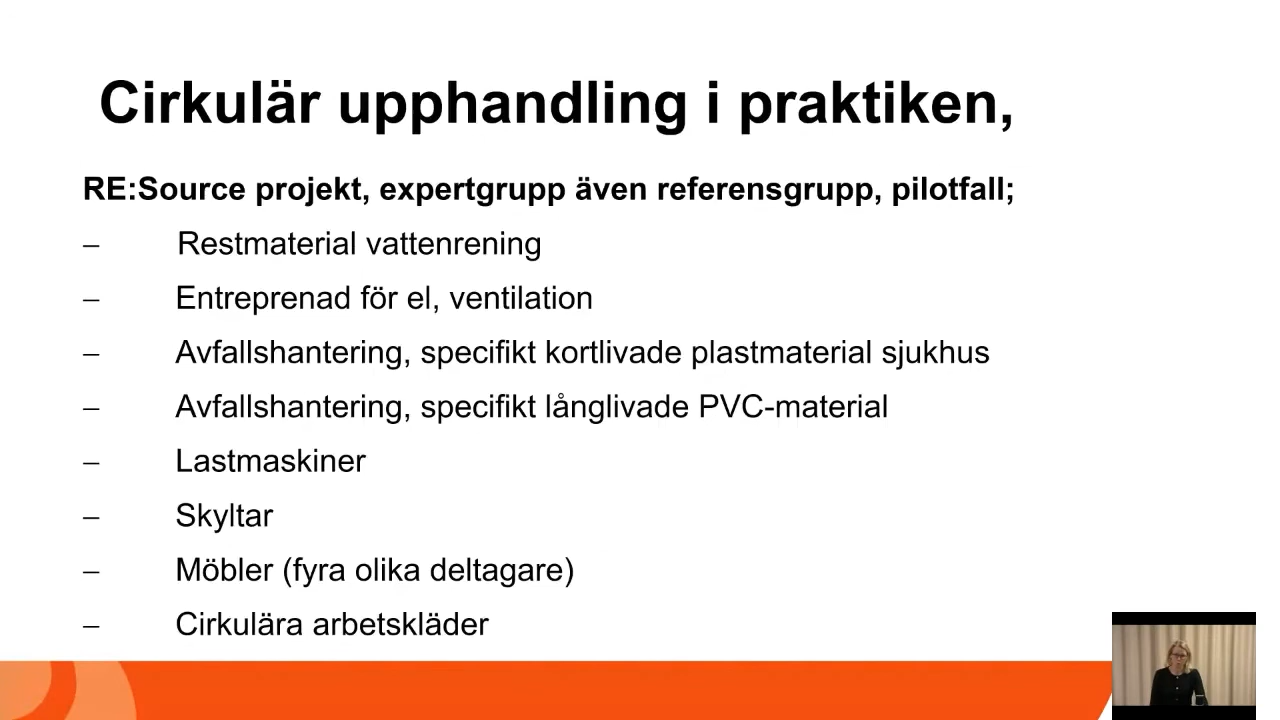 Cirkulär upphandling i praktiken,
RE:Source projekt, expertgrupp även referensgrupp, pilotfall;
– Restmaterial vattenrening
– Entreprenad för el, ventilation
– Avfallshantering, specifikt kortlivade plastmaterial sjukhus
– Avfallshantering, specifikt långlivade PVC-material
– Lastmaskiner
– Skyltar
– Möbler (fyra olika deltagare)
– Cirkulära arbetskläder